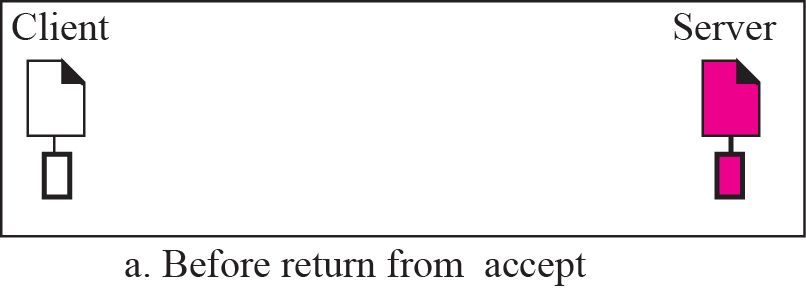 Client
Server
a. Before return from accept